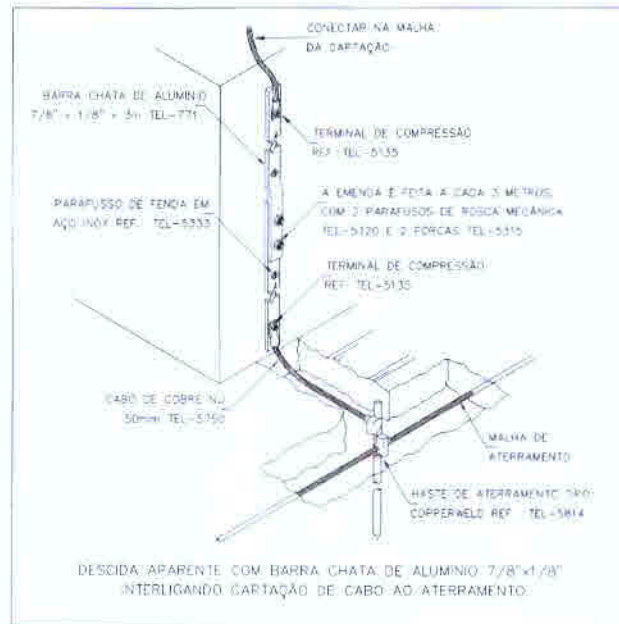 CONECTAR NA MALHA
DA CAPTAÇÃO
BARRA CHATA DE ALUMINIO
7/8" x 1/8" x 3m TEL-771
TERMINAL DE COMPRESSÃO
REF: TEL-5135
PARAFUSSO DE FENDA EM
AÇO INOX REF.: TEL-5333
A EMENDA É FEITA A CADA 3 METROS,
COM 2 PARAFUSOS DE ROSCA MECÂNICA
TEL-5320 E 2 PORCAS TEL-5315
TERMINAL DE COMPRESSÃO
REF: TEL-5135
CABO DE COBRE NU
50mm TEL-5750
MALHA DE
ATERRAMENTO
HASTE DE ATERRAMENTO TIPO
COPPERWELD REF.: TEL-5814
DESCIDA APARENTE COM BARRA CHATA DE ALUMINIO 7/8"x1/8"
INTERLIGANDO CAPTAÇÃO DE CABO AO ATERRAMENTO